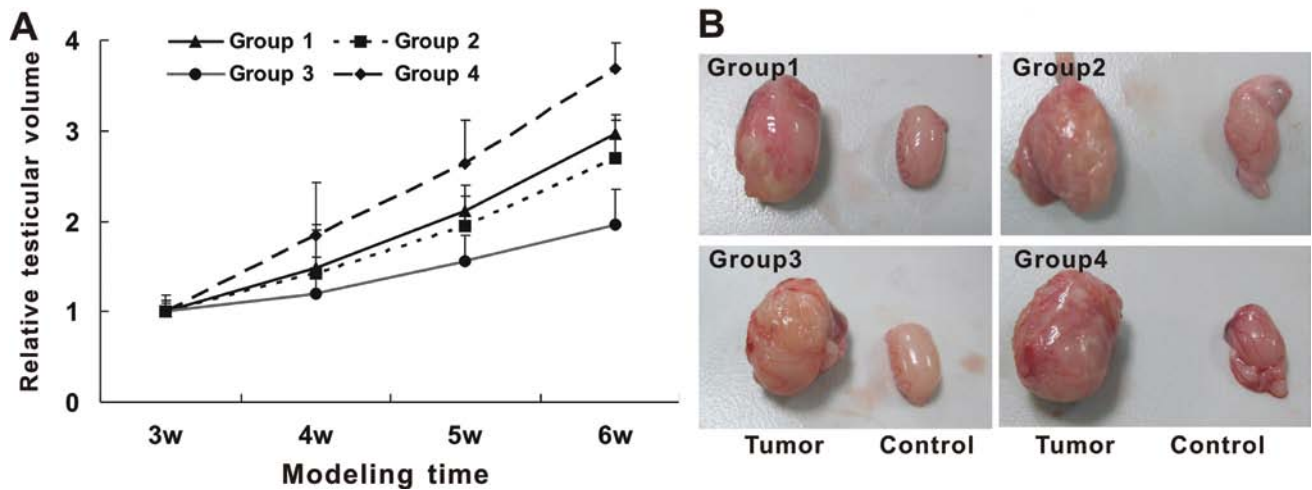 A
Relative testicular volume
4
3
2
1
0
Group 1 Group 2
Group 3 Group 4
3w 4w 5w 6w
Modeling time
B
Group1 Group2
Group3 Group4
Tumor Control Tumor Control